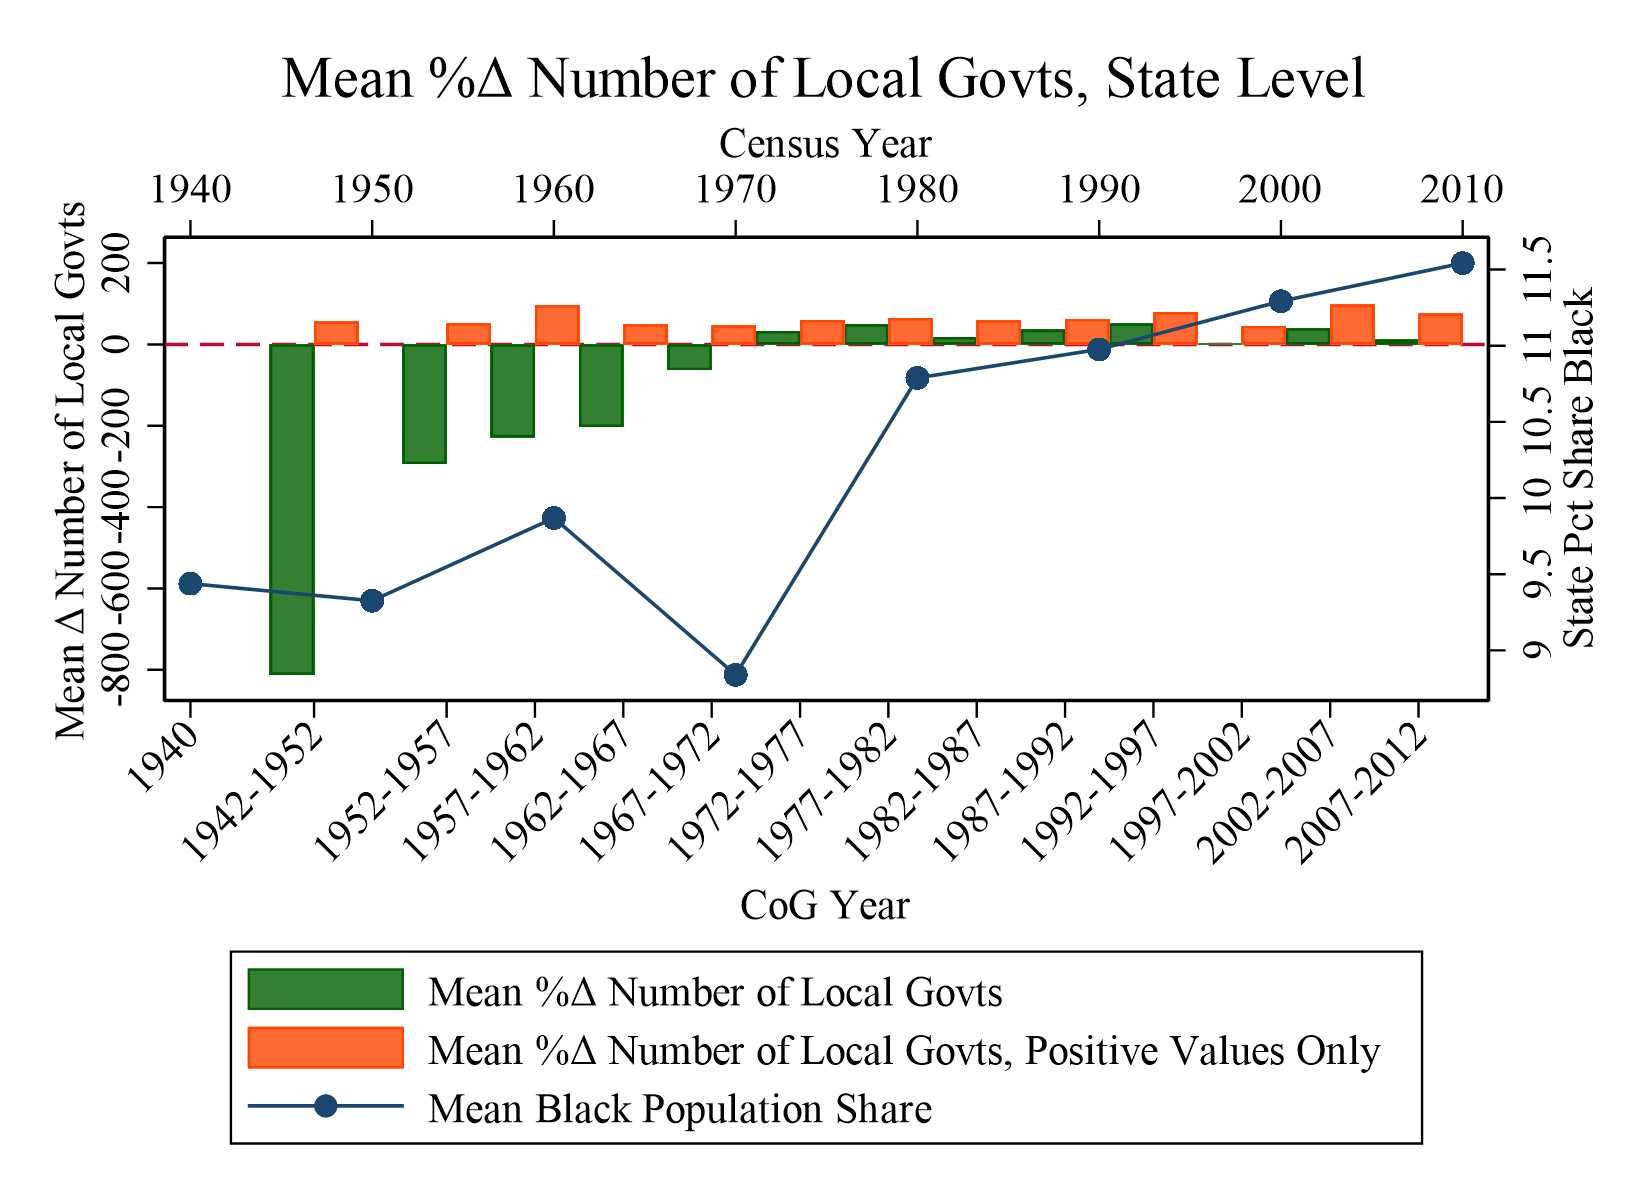 Mean %Δ Number of Local Govts, State Level
Census Year
1940 1950 1960 1970 1980 1990 2000 2010
Mean Δ Number of Local Govts
200
0
-200
-400
-600
-800
11.5
11
10.5
10
9.5
9
State Pct Share Black
1940 1942-1952 1952-1957 1957-1962 1962-1967 1967-1972 1972-1977 1977-1982 1982-1987 1987-1992 1992-1997 1997-2002 2002-2007 2007-2012
CoG Year
Mean %Δ Number of Local Govts
Mean %Δ Number of Local Govts, Positive Values Only
Mean Black Population Share